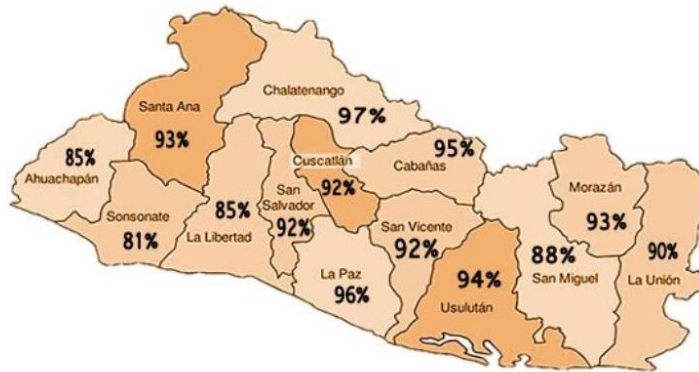 Chalatenango
97%
Santa Ana
93%
85%
Ahuachapán
Sonsonate
81%
85%
La Libertad
San
Salvador
92%
Cuscatlán
92%
95%
Cabañas
La Paz
96%
San Vicente
92%
94%
Usulután
88%
San Miguel
Morazán
93%
90%
La Unión